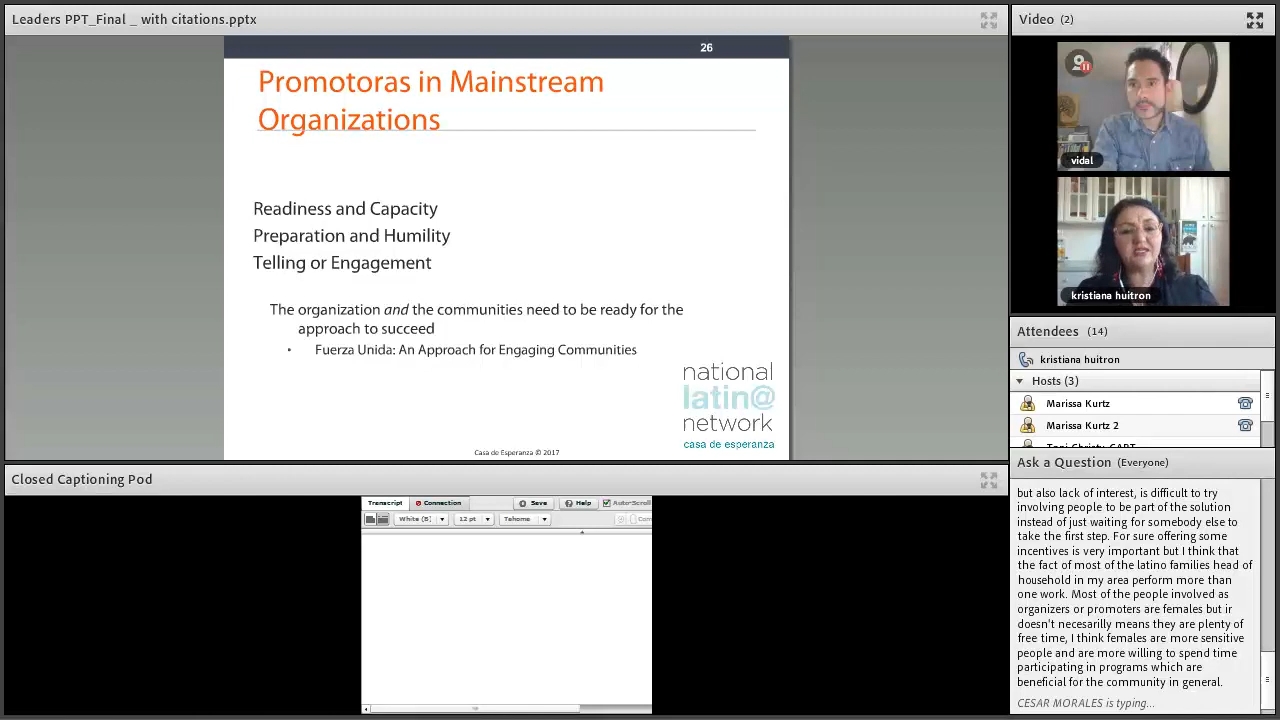 Leaders PPT_Final _ with citations.pptx
26
Promotoras in Mainstream
Organizations
Readiness and Capacity
Preparation and Humility
Telling or Engagement
The organization and the communities need to be ready for the
approach to succeed
▪ Fuerza Unida: An Approach for Engaging Communities
national
latin@
network
casa de esperanza
Casa de Esperanza © 2017
Closed Captioning Pod
Transcript Connection Save Help Auto-Scroll
White (B) 12 pt Tahoma
Video (2)
vidal
kristiana huitron
Attendees (14)
kristiana huitron
Hosts (3)
Marissa Kurtz
Marissa Kurtz 2
Ask a Question (Everyone)
but also lack of interest, is difficult to try
involving people to be part of the solution
instead of just waiting for somebody else to
take the first step. For sure offering some
incentives is very important but I think that
the fact of most of the latino families head of
household in my area perform more than
one work. Most of the people involved as
organizers or promoters are females but ir
doesn't necesarilly means they are plenty of
free time, I think females are more sensitive
people and are more willing to spend time
participating in programs which are
beneficial for the community in general.
CESAR MORALES is typing...